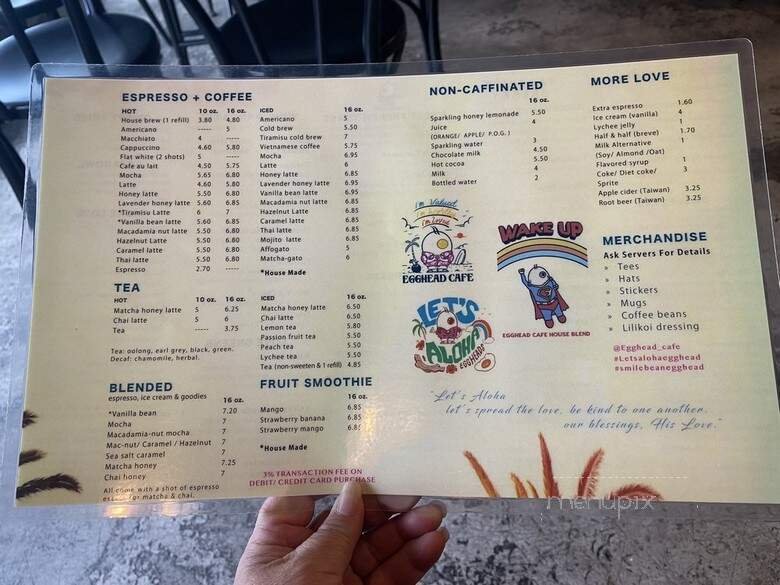 ESPRESSO + COFFEE
HOT 10 oz. 16 oz.
House brew (1 refill) 3.80 4.80
Americano ----- 5
Macchiato 4 -----
Cappuccino 4.60 5.80
Flat white (2 shots) 5 -----
Cafe au lait 4.50 5.75
Mocha 5.65 6.80
Latte 4.60 5.80
Honey latte 5.50 6.80
Lavender honey latte 5.60 6.85
*Tiramisu Latte 6 7
*Vanilla bean latte 5.60 6.85
Macadamia nut latte 5.50 6.80
Hazelnut Latte 5.50 6.80
Caramel latte 5.50 6.80
Thai latte 5.50 6.80
Espresso 2.70 -----
ICED 16 oz.
Americano 5
Cold brew 5.50
Tiramisu cold brew 7
Vietnamese coffee 5.75
Mocha 6.95
Latte 6
Honey latte 6.85
Lavender honey latte 6.95
Vanilla bean latte 6.95
Macadamia nut latte 6.85
Hazelnut Latte 6.85
Caramel latte 6.85
Thai latte 6.85
Mojito latte 6.85
Affogato 5
Matcha-gato 6
*House Made
TEA
HOT 10 oz. 16 oz.
Matcha honey latte 5 6.25
Chai latte 5 6
Tea ----- 3.75
Tea: oolong, earl grey, black, green.
Decaf: chamomile, herbal.
ICED 16 oz.
Matcha honey latte 6.50
Chai latte 6.50
Lemon tea 5.80
Passion fruit tea 5.50
Peach tea 5.50
Lychee tea 5.50
Tea (non-sweeten & 1 refill) 4.85
BLENDED
espresso, ice cream & goodies
16 oz.
*Vanilla bean 7.20
Mocha 7
Macadamia-nut mocha 7
Mac-nut/ Caramel / Hazelnut 7
Sea salt caramel 7
Matcha honey 7.25
Chai honey 7
All come with a shot of espresso
except for matcha & chai.
FRUIT SMOOTHIE
16 oz.
Mango 6.85
Strawberry banana 6.85
Strawberry mango 6.85
*House Made
3% TRANSACTION FEE ON
DEBIT/ CREDIT CARD PURCHASE
NON-CAFFINATED
16 oz.
Sparkling honey lemonade 5.50
Juice 4
(ORANGE/ APPLE/ P.O.G.)
Sparkling water 3
Chocolate milk 4.50
Hot cocoa 5.50
Milk 4
Bottled water 2
I'm Valued
I'm Loved
EGGHEAD CAFE
LET'S
ALOHA
EGGHEAD
WAKE UP
EGGHEAD CAFE HOUSE BLEND
MORE LOVE
Extra espresso 1.60
Ice cream (vanilla) 4
Lychee jelly 1
Half & half (breve) 1.70
Milk Alternative
(Soy/ Almond /Oat) 1
Flavored syrup 1
Coke/ Diet coke/ 3
Sprite
Apple cider (Taiwan) 3.25
Root beer (Taiwan) 3.25
MERCHANDISE
Ask Servers For Details
» Tees
» Hats
» Stickers
» Mugs
» Coffee beans
» Lilikoi dressing
@Egghead_cafe
#Letsalohaegghead
#smilebeanegghead
"Let's Aloha
let's spread the love, be kind to one another,
our blessings, His Love."
menupix